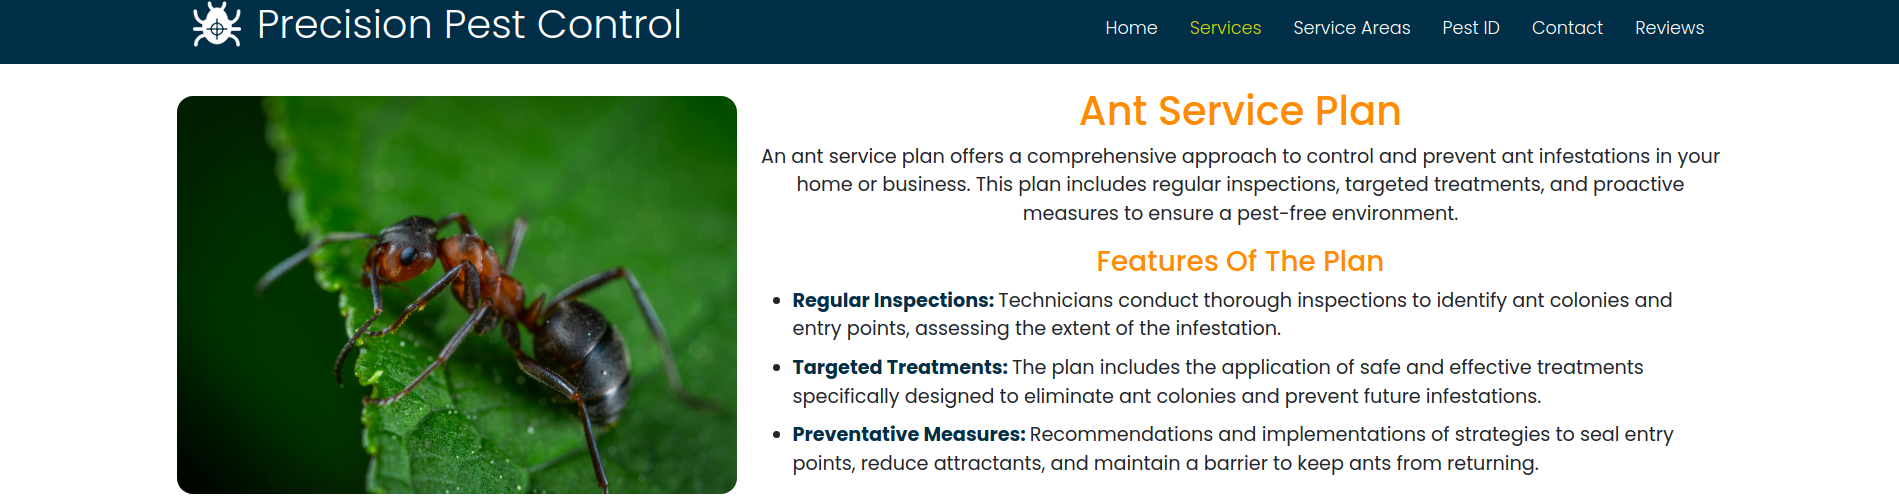 Precision Pest Control
Home Services Service Areas Pest ID Contact Reviews
Ant Service Plan
An ant service plan offers a comprehensive approach to control and prevent ant infestations in your
home or business. This plan includes regular inspections, targeted treatments, and proactive
measures to ensure a pest-free environment.
Features Of The Plan
• Regular Inspections: Technicians conduct thorough inspections to identify ant colonies and
entry points, assessing the extent of the infestation.
• Targeted Treatments: The plan includes the application of safe and effective treatments
specifically designed to eliminate ant colonies and prevent future infestations.
• Preventative Measures: Recommendations and implementations of strategies to seal entry
points, reduce attractants, and maintain a barrier to keep ants from returning.